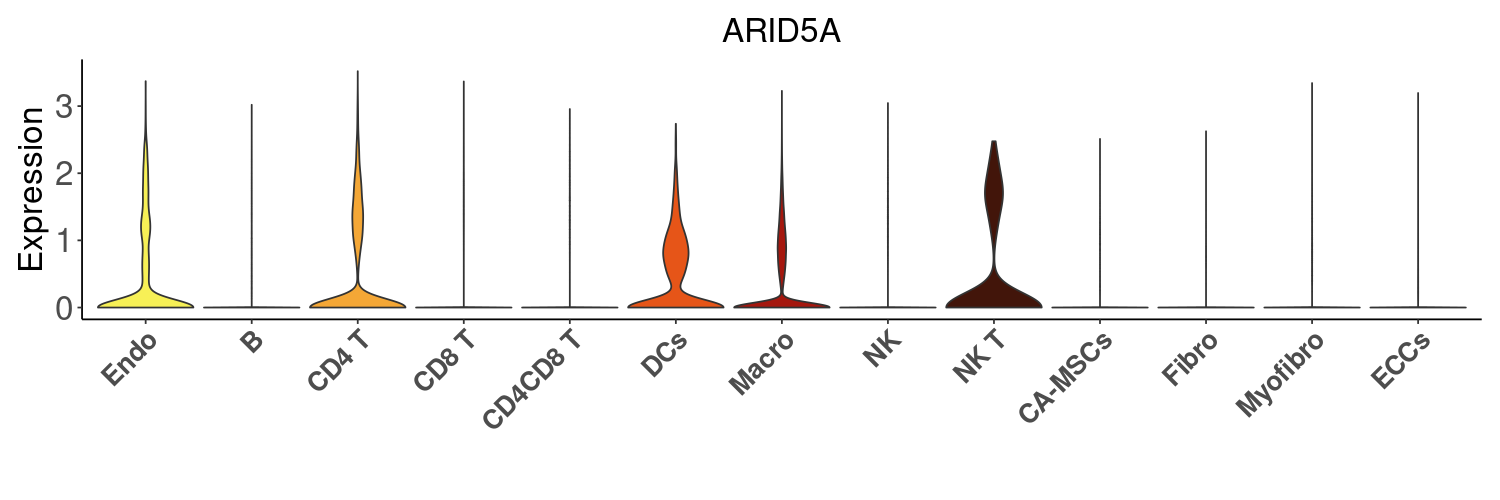 ARID5A
Expression
3
2
1
0
Endo
B
CD4 T
CD8 T
CD4CD8 T
DCs
Macro
NK
NK T
CA-MSCs
Fibro
Myofibro
ECCs